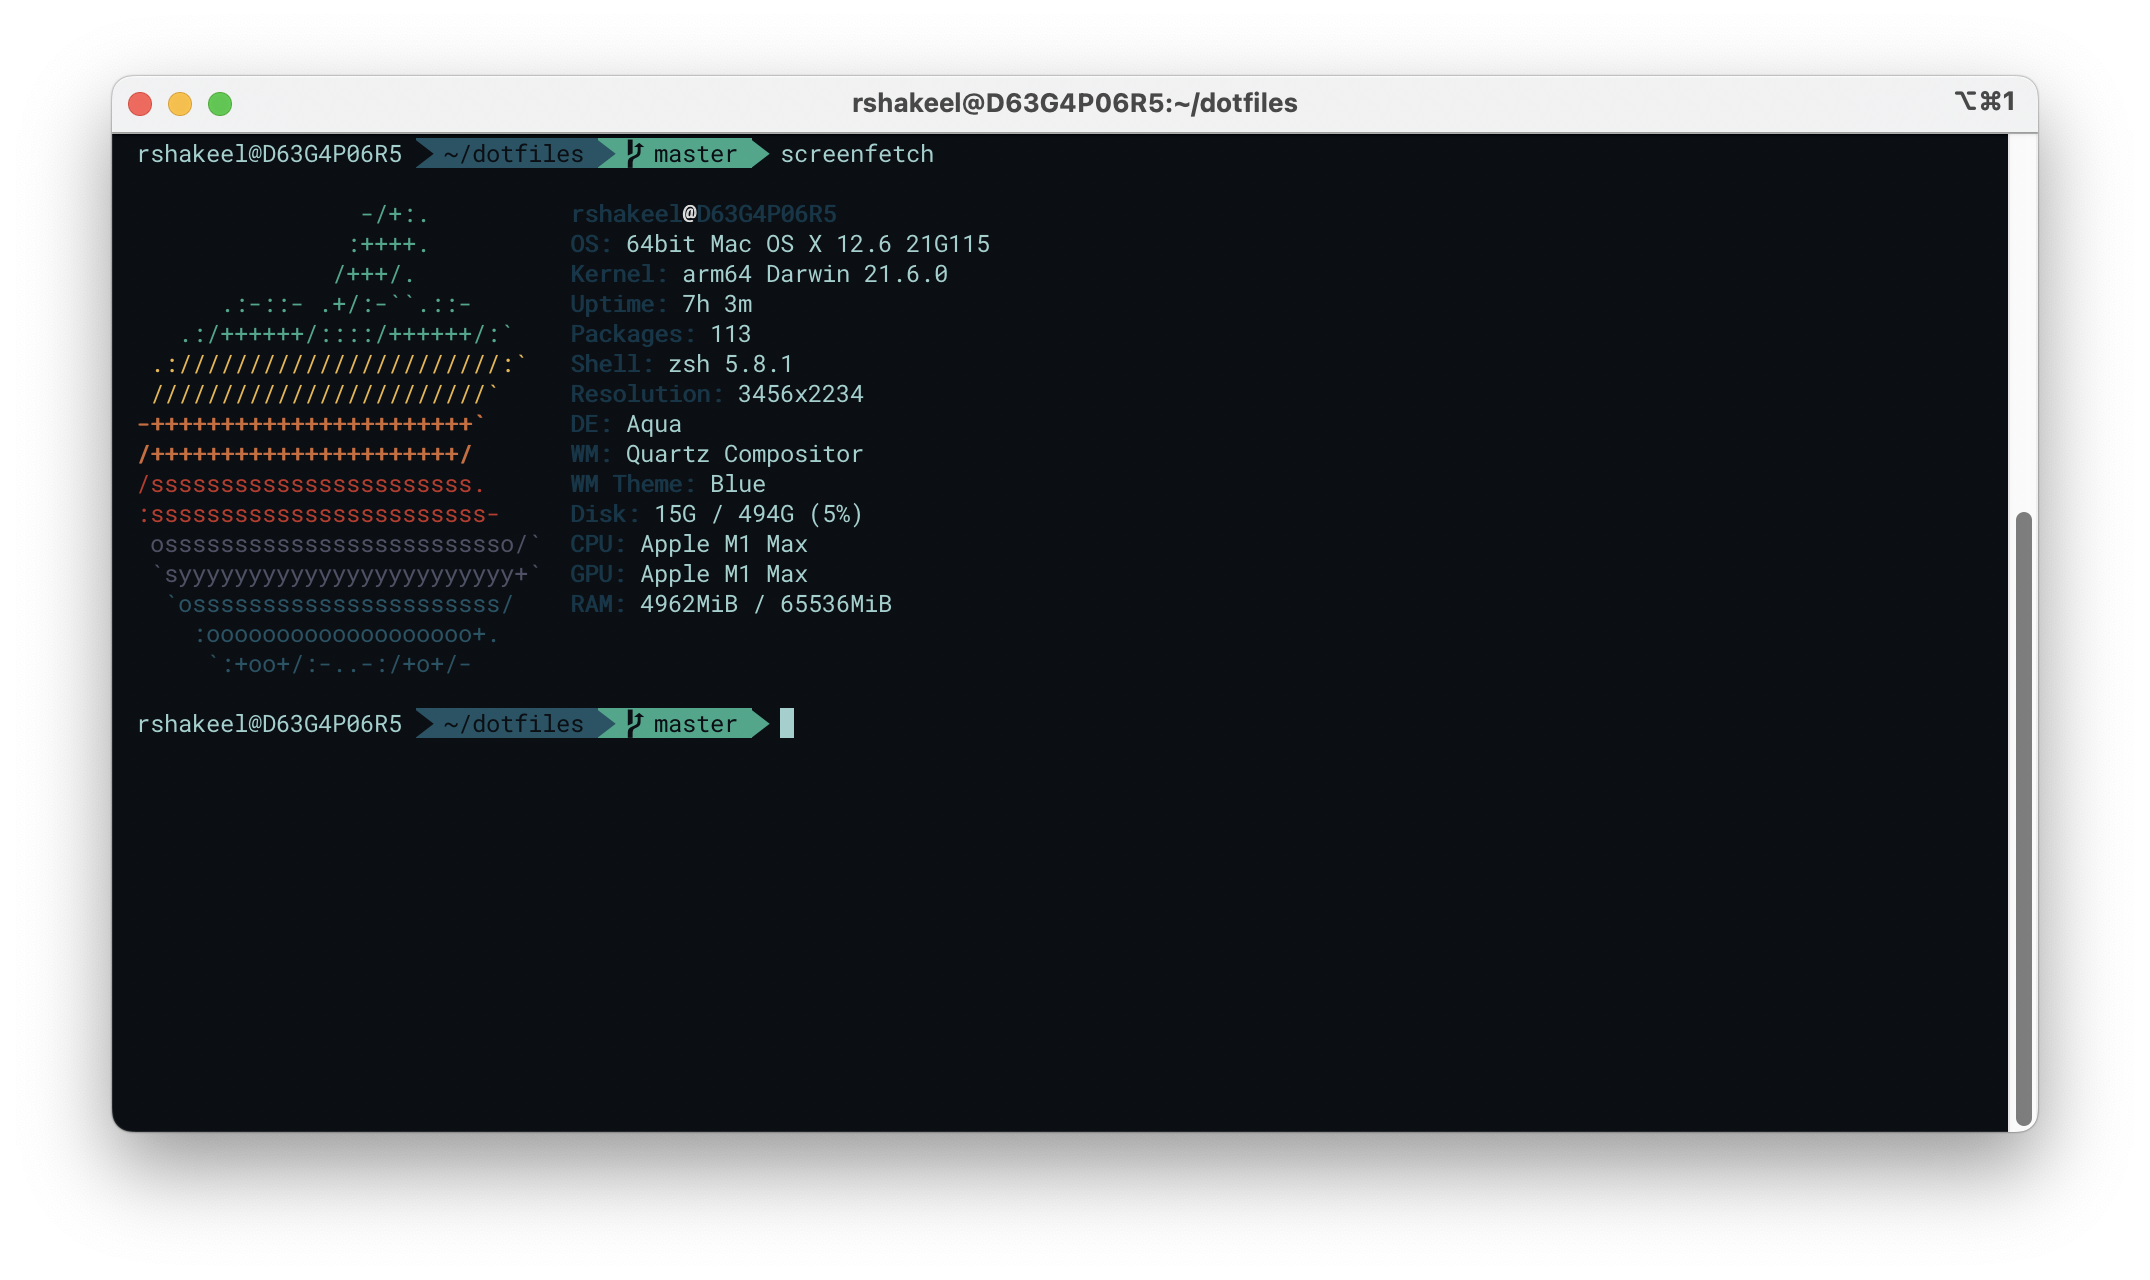 rshakeel@D63G4P06R5:~/dotfiles ⌥⌘1
rshakeel@D63G4P06R5 ~/dotfiles master screenfetch
-/+:. rshakeel@D63G4P06R5
:++++. OS: 64bit Mac OS X 12.6 21G115
/+++/. Kernel: arm64 Darwin 21.6.0
.:-::- .+/:-``.::- Uptime: 7h 3m
.:/++++++/::::/++++++/:` Packages: 113
.:///////////////////////:` Shell: zsh 5.8.1
////////////////////////` Resolution: 3456x2234
-+++++++++++++++++++++++` DE: Aqua
/++++++++++++++++++++++/ WM: Quartz Compositor
/sssssssssssssssssssssss. WM Theme: Blue
:ssssssssssssssssssssssss- Disk: 15G / 494G (5%)
osssssssssssssssssssssssso/` CPU: Apple M1 Max
`syyyyyyyyyyyyyyyyyyyyyyyy+` GPU: Apple M1 Max
`ossssssssssssssssssssss/ RAM: 4962MiB / 65536MiB
:ooooooooooooooooooo+.
`:+oo+/:-..-:/+o+/-
rshakeel@D63G4P06R5 ~/dotfiles master